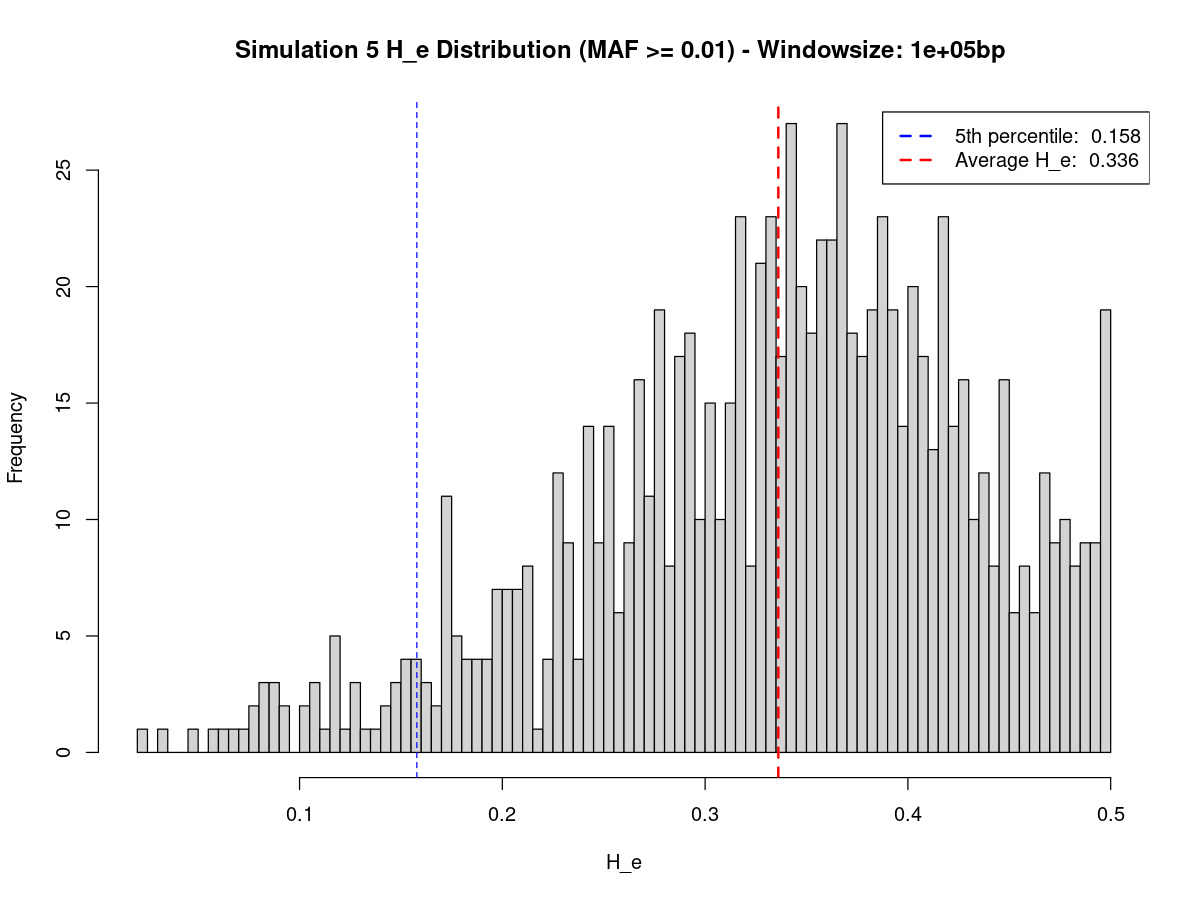 Simulation 5 H_e Distribution (MAF >= 0.01) - Windowsize: 1e+05bp
5th percentile: 0.158
Average H_e: 0.336
Frequency
25
20
15
10
5
0
0.1 0.2 0.3 0.4 0.5
H_e